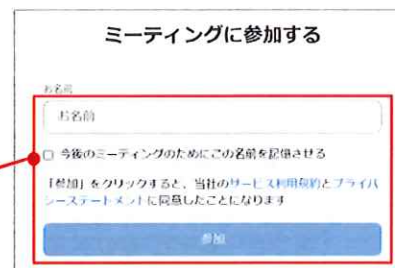 ミーティングに参加する
お名前
お名前
今後のミーティングのためにこの名前を記憶させる
「参加」をクリックすると、当社のサービス利用規約とプライバ
シーステートメントに同意したことになります
参加